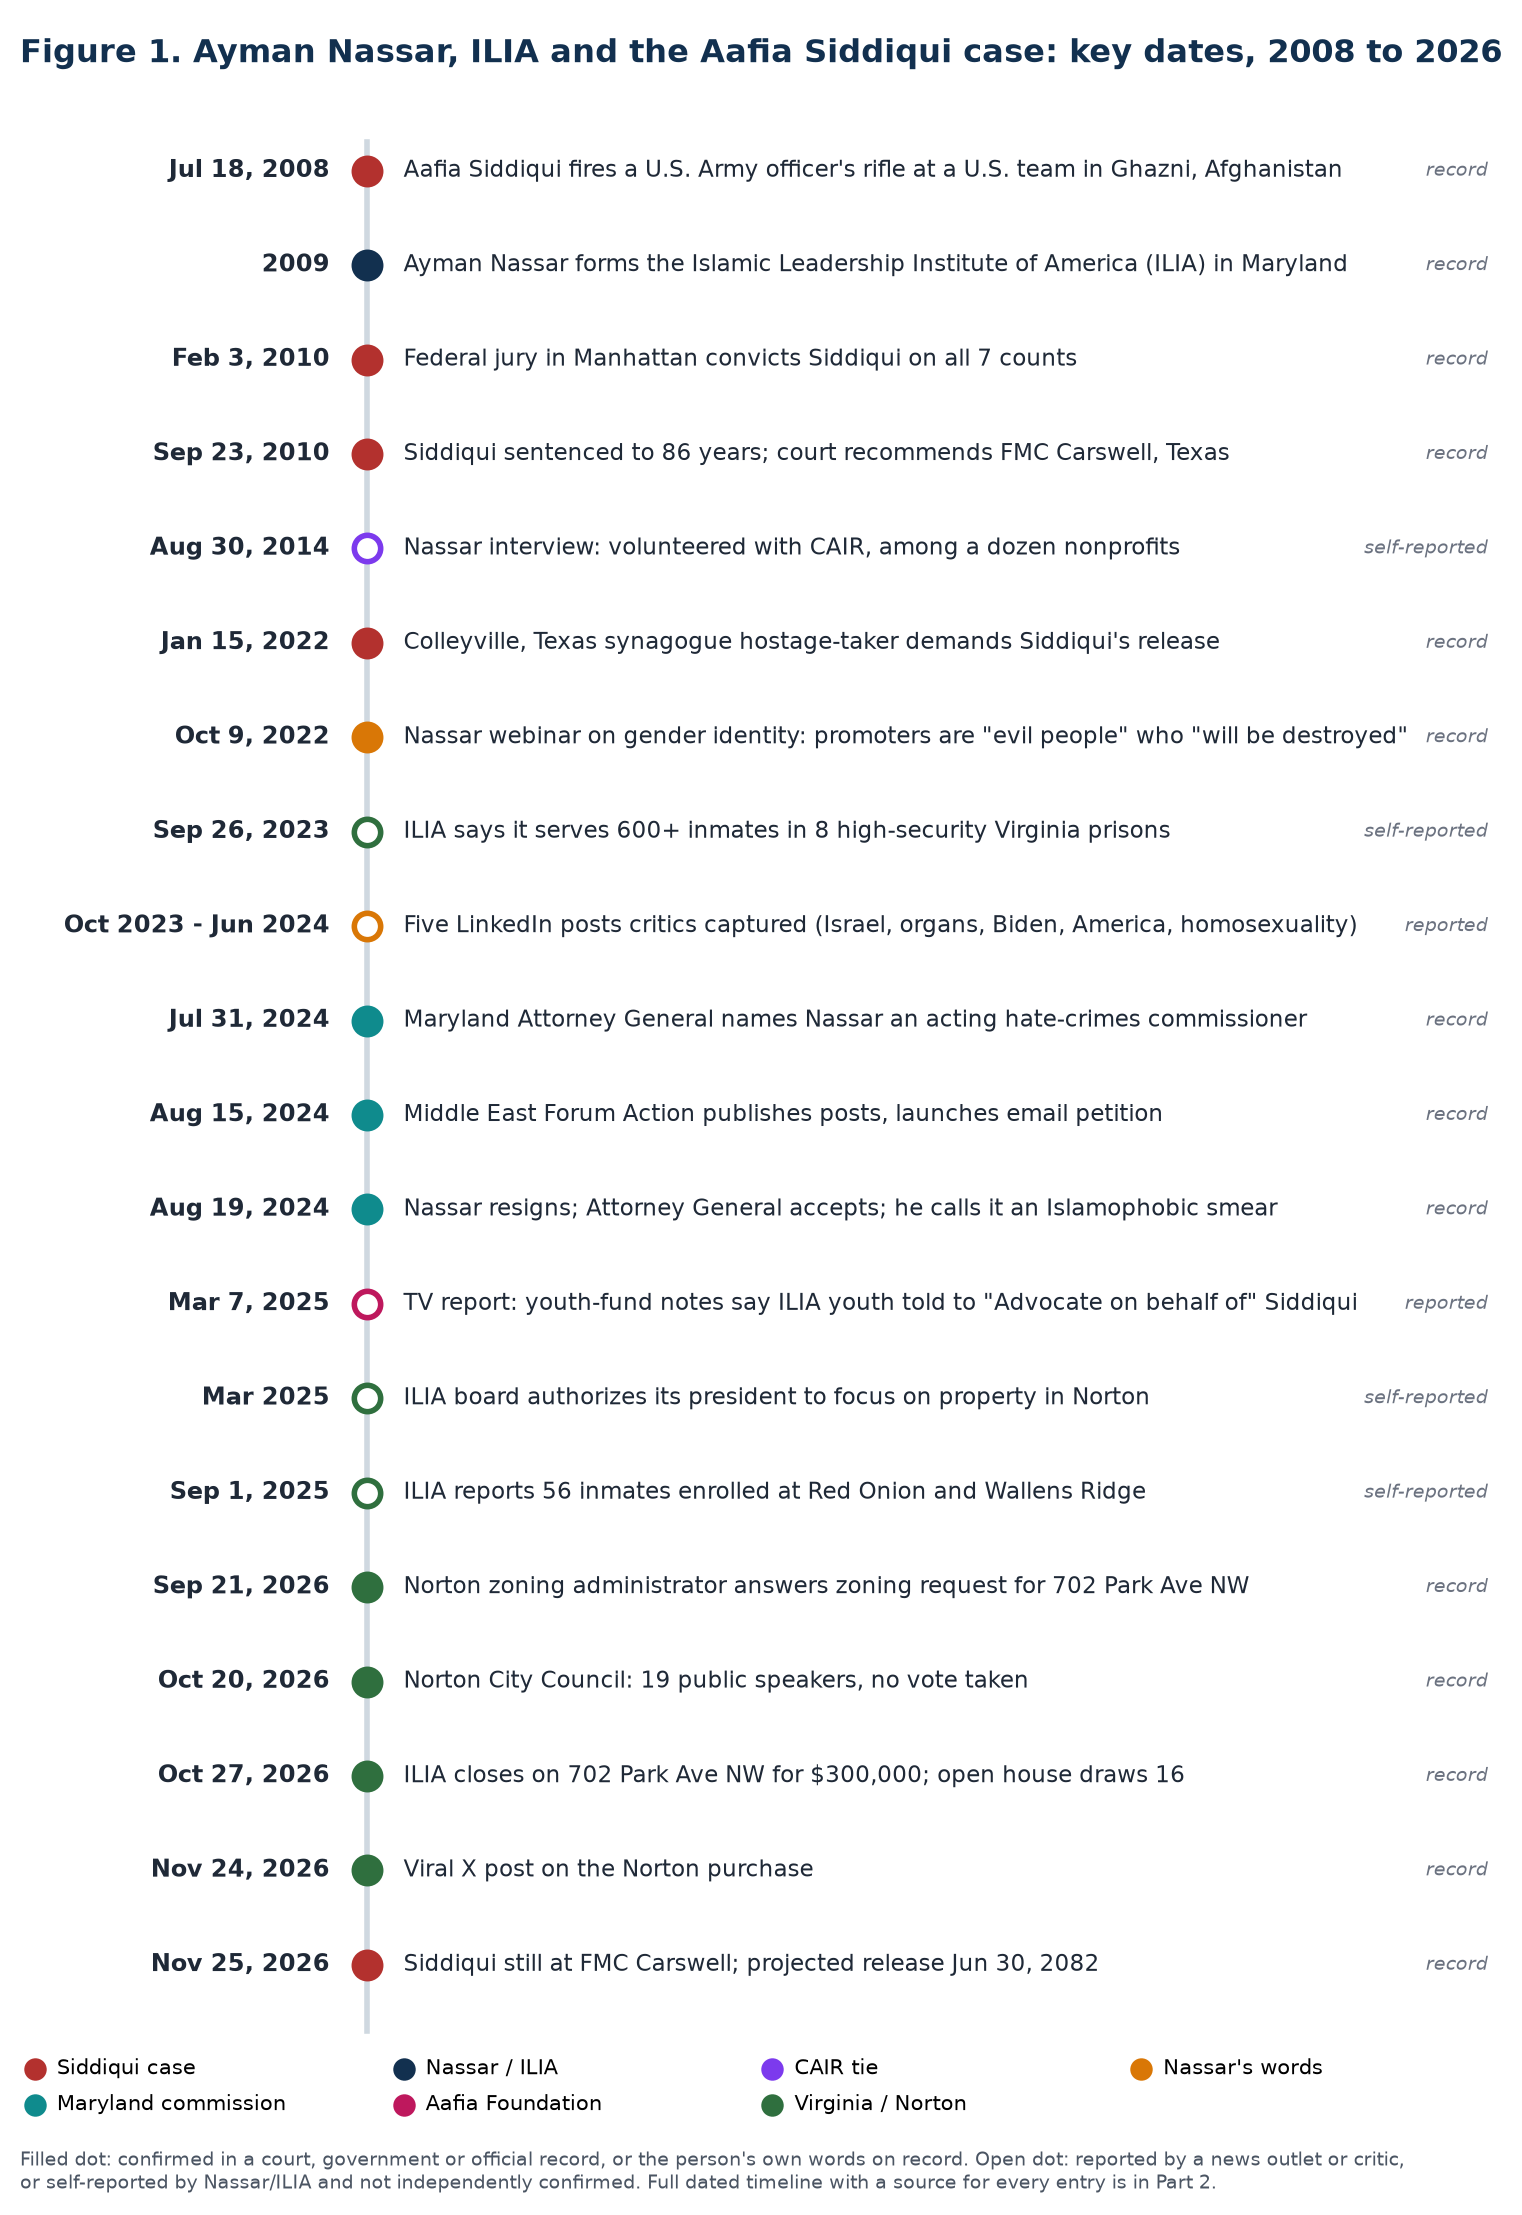 Figure 1. Ayman Nassar, ILIA and the Aafia Siddiqui case: key dates, 2008 to 2026
Jul 18, 2008 Aafia Siddiqui fires a U.S. Army officer's rifle at a U.S. team in Ghazni, Afghanistan record
2009 Ayman Nassar forms the Islamic Leadership Institute of America (ILIA) in Maryland record
Feb 3, 2010 Federal jury in Manhattan convicts Siddiqui on all 7 counts record
Sep 23, 2010 Siddiqui sentenced to 86 years; court recommends FMC Carswell, Texas record
Aug 30, 2014 Nassar interview: volunteered with CAIR, among a dozen nonprofits self-reported
Jan 15, 2022 Colleyville, Texas synagogue hostage-taker demands Siddiqui's release record
Oct 9, 2022 Nassar webinar on gender identity: promoters are "evil people" who "will be destroyed" record
Sep 26, 2023 ILIA says it serves 600+ inmates in 8 high-security Virginia prisons self-reported
Oct 2023 - Jun 2024 Five LinkedIn posts critics captured (Israel, organs, Biden, America, homosexuality) reported
Jul 31, 2024 Maryland Attorney General names Nassar an acting hate-crimes commissioner record
Aug 15, 2024 Middle East Forum Action publishes posts, launches email petition record
Aug 19, 2024 Nassar resigns; Attorney General accepts; he calls it an Islamophobic smear record
Mar 7, 2025 TV report: youth-fund notes say ILIA youth told to "Advocate on behalf of" Siddiqui reported
Mar 2025 ILIA board authorizes its president to focus on property in Norton self-reported
Sep 1, 2025 ILIA reports 56 inmates enrolled at Red Onion and Wallens Ridge self-reported
Sep 21, 2026 Norton zoning administrator answers zoning request for 702 Park Ave NW record
Oct 20, 2026 Norton City Council: 19 public speakers, no vote taken record
Oct 27, 2026 ILIA closes on 702 Park Ave NW for $300,000; open house draws 16 record
Nov 24, 2026 Viral X post on the Norton purchase record
Nov 25, 2026 Siddiqui still at FMC Carswell; projected release Jun 30, 2082 record
Siddiqui case Nassar / ILIA CAIR tie Nassar's words
Maryland commission Aafia Foundation Virginia / Norton
Filled dot: confirmed in a court, government or official record, or the person's own words on record. Open dot: reported by a news outlet or critic,
or self-reported by Nassar/ILIA and not independently confirmed. Full dated timeline with a source for every entry is in Part 2.